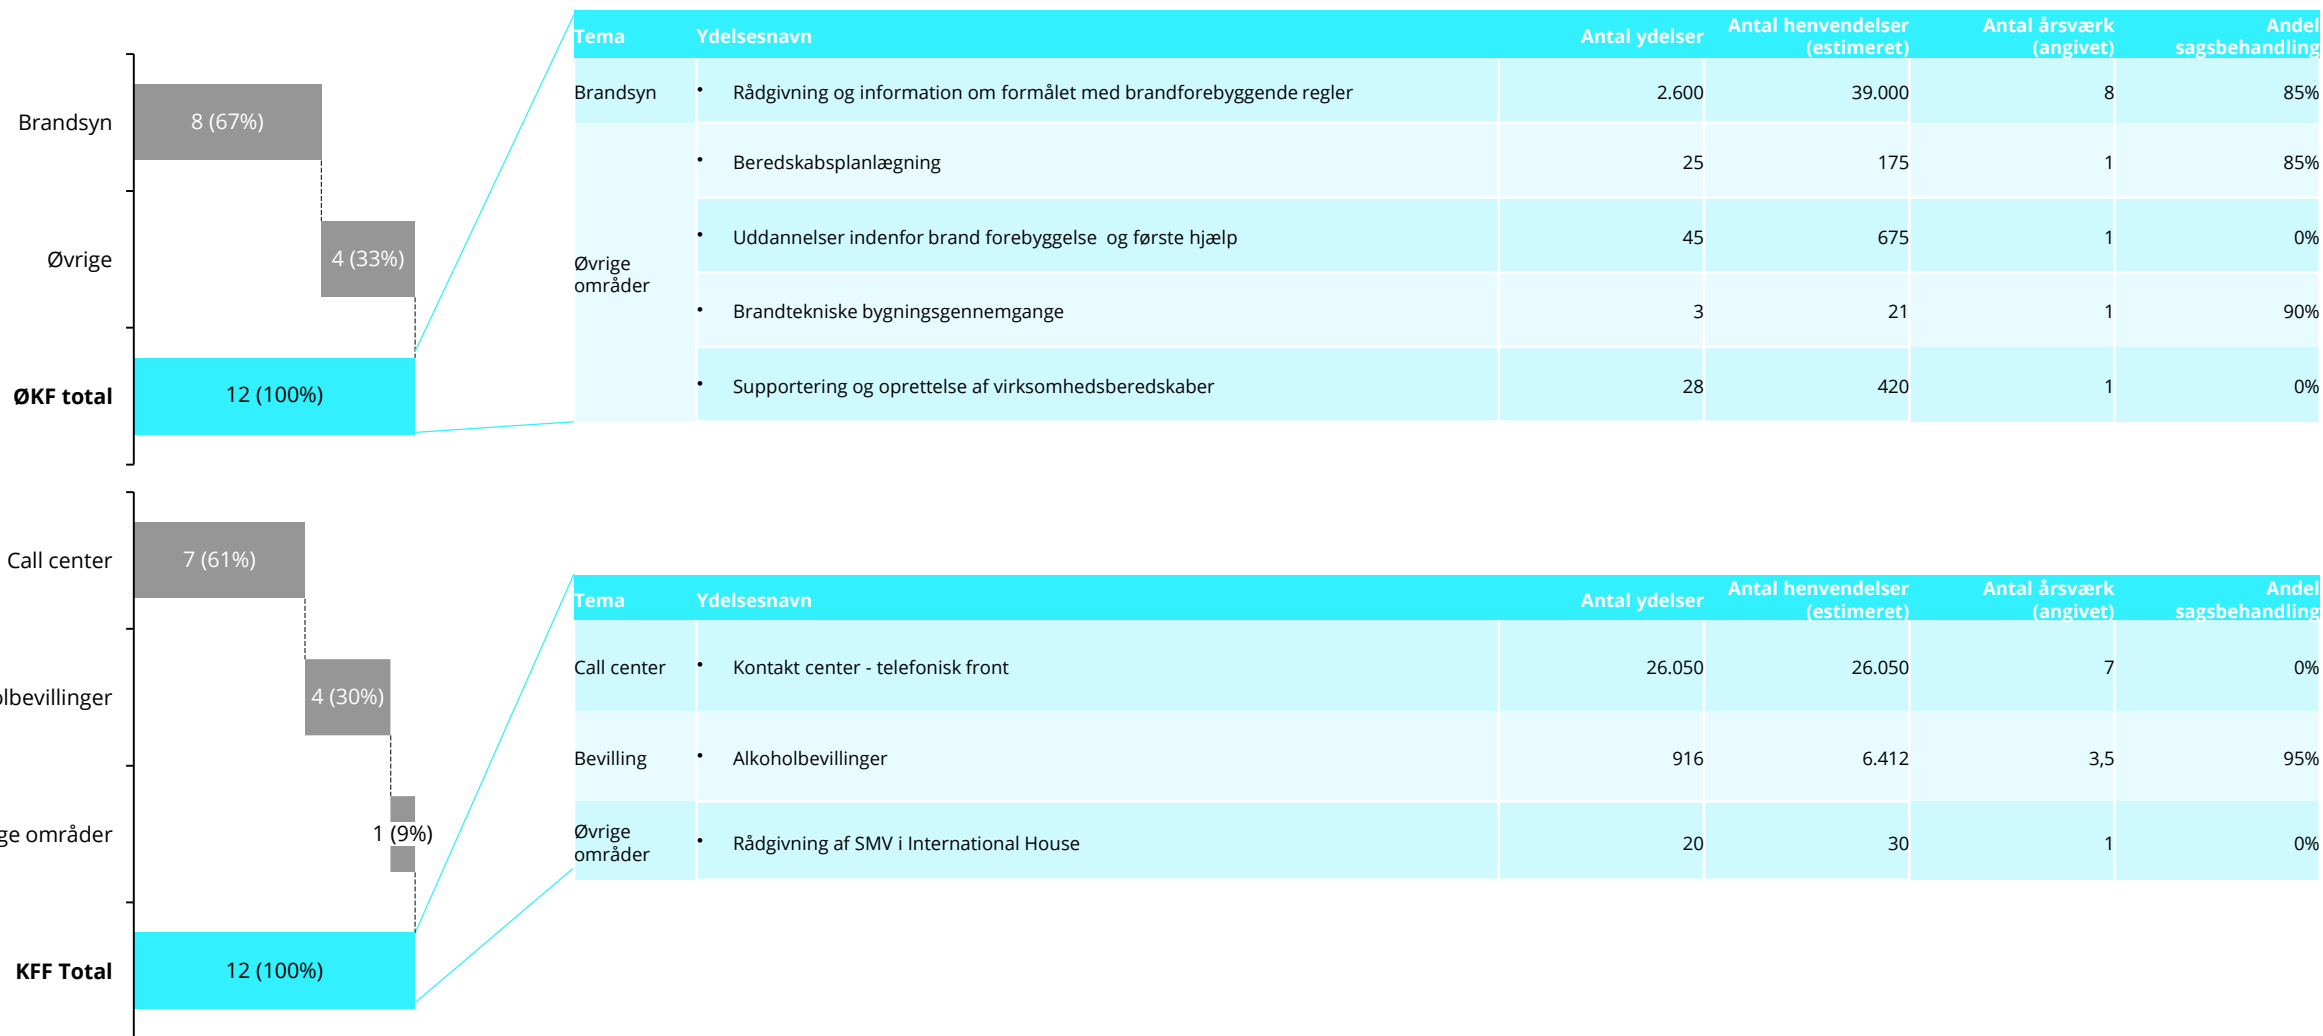 Brandsyn
8 (67%)
Øvrige
4 (33%)
ØKF total
12 (100%)
Tema Ydelsesnavn Antal ydelser Antal henvendelser (estimeret) Antal årsværk (angivet) Andel sagsbehandling
Brandsyn • Rådgivning og information om formålet med brandforebyggende regler 2.600 39.000 8 85%
Øvrige områder
• Beredskabsplanlægning 25 175 1 85%
• Uddannelser indenfor brand forebyggelse og første hjælp 45 675 1 0%
• Brandtekniske bygningsgennemgange 3 21 1 90%
• Supportering og oprettelse af virksomhedsberedskaber 28 420 1 0%
Call center
7 (61%)
lbevillinger
4 (30%)
ge områder
1 (9%)
KFF Total
12 (100%)
Tema Ydelsesnavn Antal ydelser Antal henvendelser (estimeret) Antal årsværk (angivet) Andel sagsbehandling
Call center • Kontakt center - telefonisk front 26.050 26.050 7 0%
Bevilling • Alkoholbevillinger 916 6.412 3,5 95%
Øvrige områder • Rådgivning af SMV i International House 20 30 1 0%